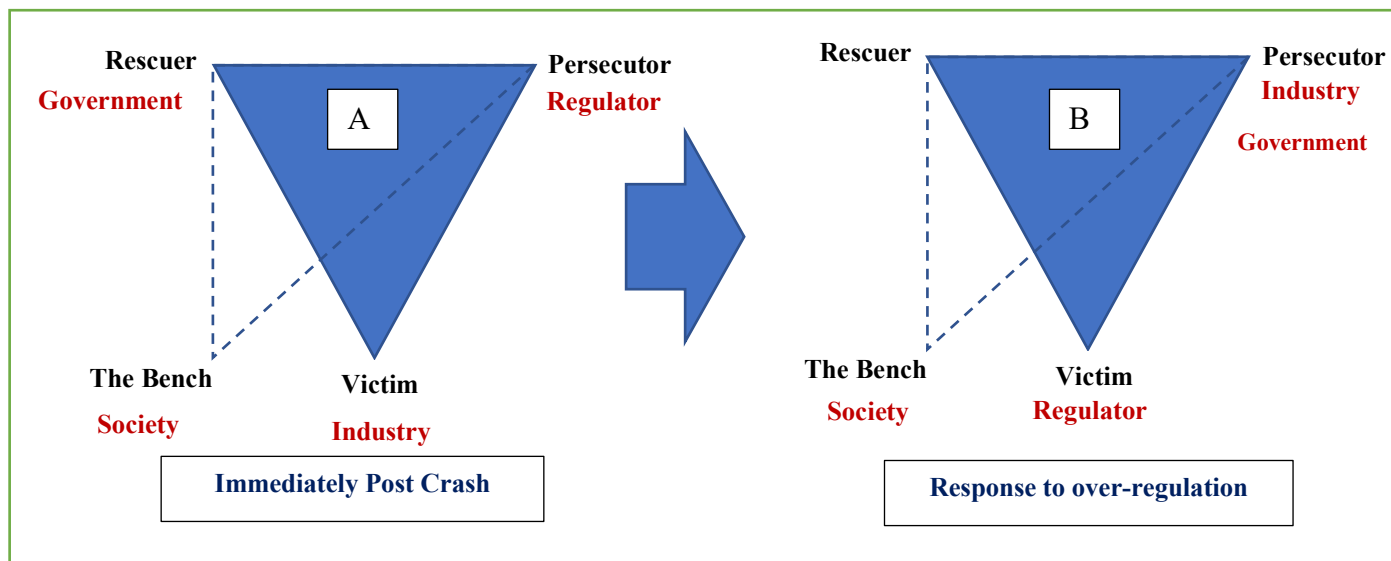 Rescuer
Government
Persecutor
Regulator
A
The Bench
Society
Victim
Industry
Immediately Post Crash
Rescuer
Persecutor
Industry
Government
B
The Bench
Society
Victim
Regulator
Response to over-regulation